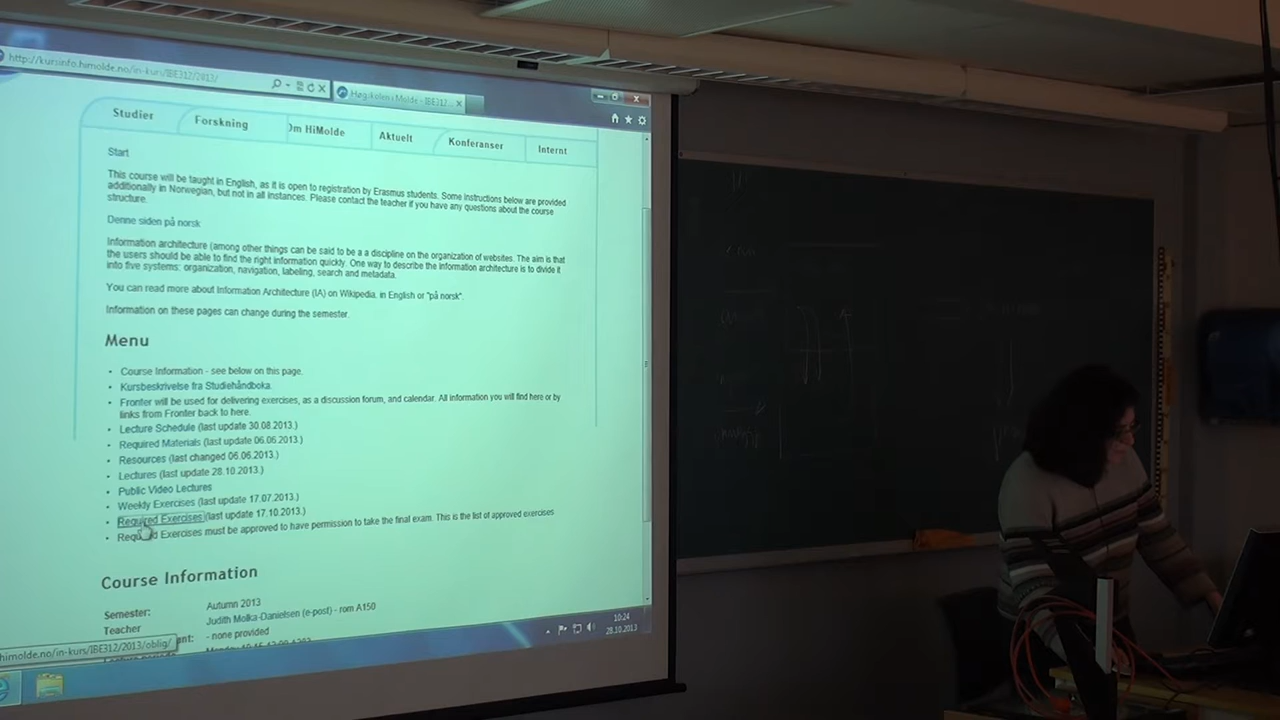 http://kursinfo.himolde.no/in-kurs/IBE312/2013/
Høgskolen i Molde - IBE312...
Studier
Forskning
Om HiMolde
Aktuelt
Konferanser
Internt
Start
This course will be taught in English, as it is open to registration by Erasmus students. Some instructions below are provided
additionally in Norwegian, but not in all instances. Please contact the teacher if you have any questions about the course
structure.
Denne siden på norsk
Information architecture (among other things can be said to be a a discipline on the organization of websites. The aim is that
the users should be able to find the right information quickly. One way to describe the information architecture is to divide it
into five systems: organization, navigation, labeling, search and metadata.
You can read more about Information Architecture (IA) on Wikipedia, in English or "på norsk".
Information on these pages can change during the semester.
Menu
• Course Information - see below on this page.
• Kursbeskrivelse fra Studiehåndboka.
• Fronter will be used for delivering exercises, as a discussion forum, and calendar. All information you will find here or by
links from Fronter back to here.
• Lecture Schedule (last update 30.08.2013.)
• Required Materials (last update 06.06.2013.)
• Resources (last changed 06.06.2013.)
• Lectures (last update 28.10.2013.)
• Public Video Lectures
• Weekly Exercises (last update 17.07.2013.)
• Required Exercises (last update 17.10.2013.)
• Required Exercises must be approved to have permission to take the final exam. This is the list of approved exercises
Course Information
Semester: Autumn 2013
Teacher Judith Molka-Danielsen (e-post) - rom A150
ant: - none provided
himolde.no/in-kurs/IBE312/2013/oblig/
10:24
28.10.2013